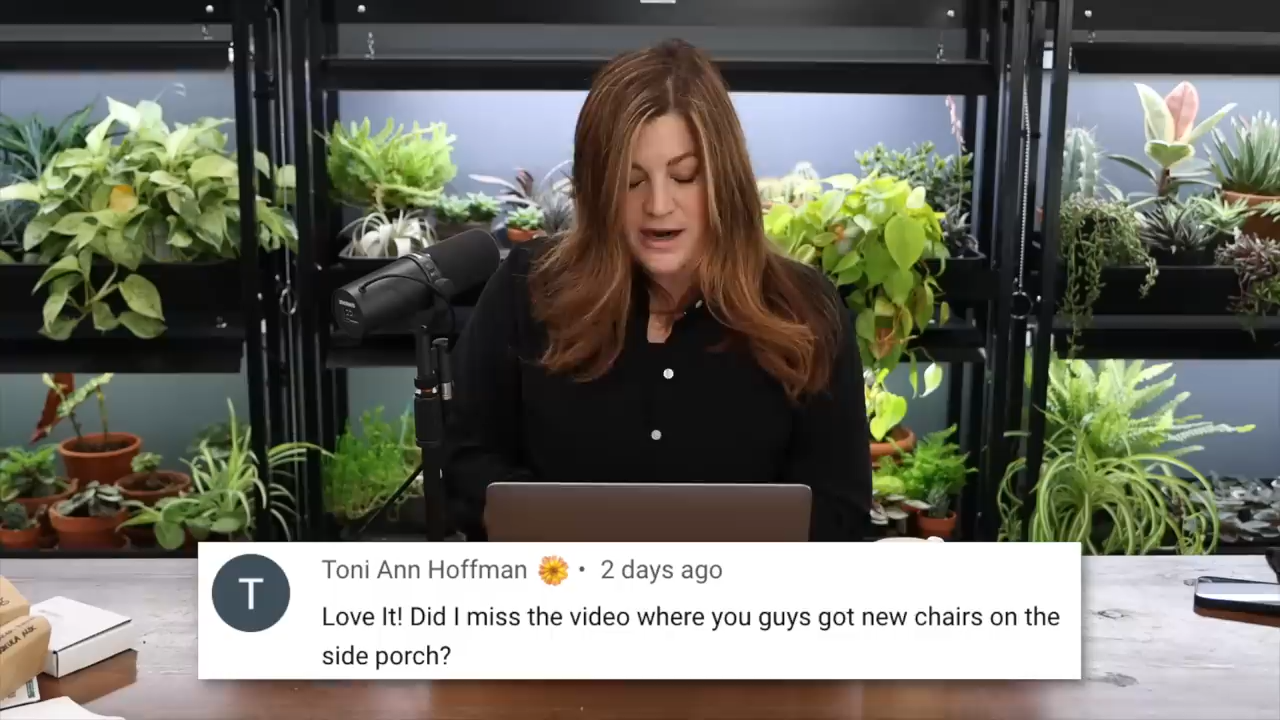 T
Toni Ann Hoffman • 2 days ago
Love It! Did I miss the video where you guys got new chairs on the
side porch?